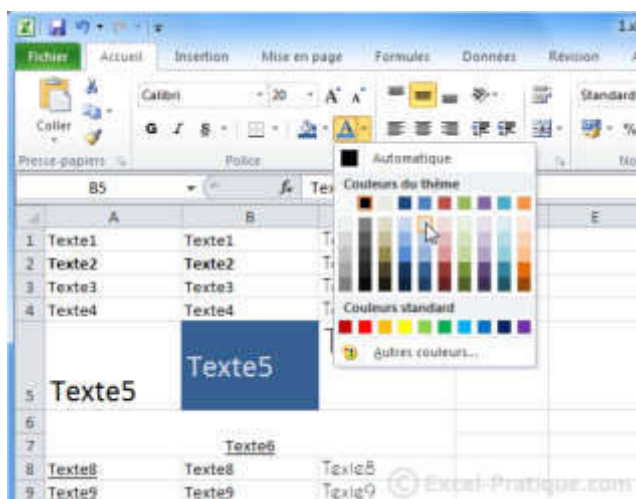 Fichier Accueil Insertion Mise en page Formules Données Révision
Calibri 20 A A Standard
Coller G I S A %
Presse-papiers Police
B5 fx
Automatique
Couleurs du thème
Couleurs standard
Autres couleurs...
A B E
1 Texte1 Texte1
2 Texte2 Texte2
3 Texte3 Texte3
4 Texte4 Texte4
5 Texte5 Texte5
6
7 Texte6
8 Texte8 Texte8 Texte8
9 Texte9 Texte9 Texte9
© Excel-Pratique.com